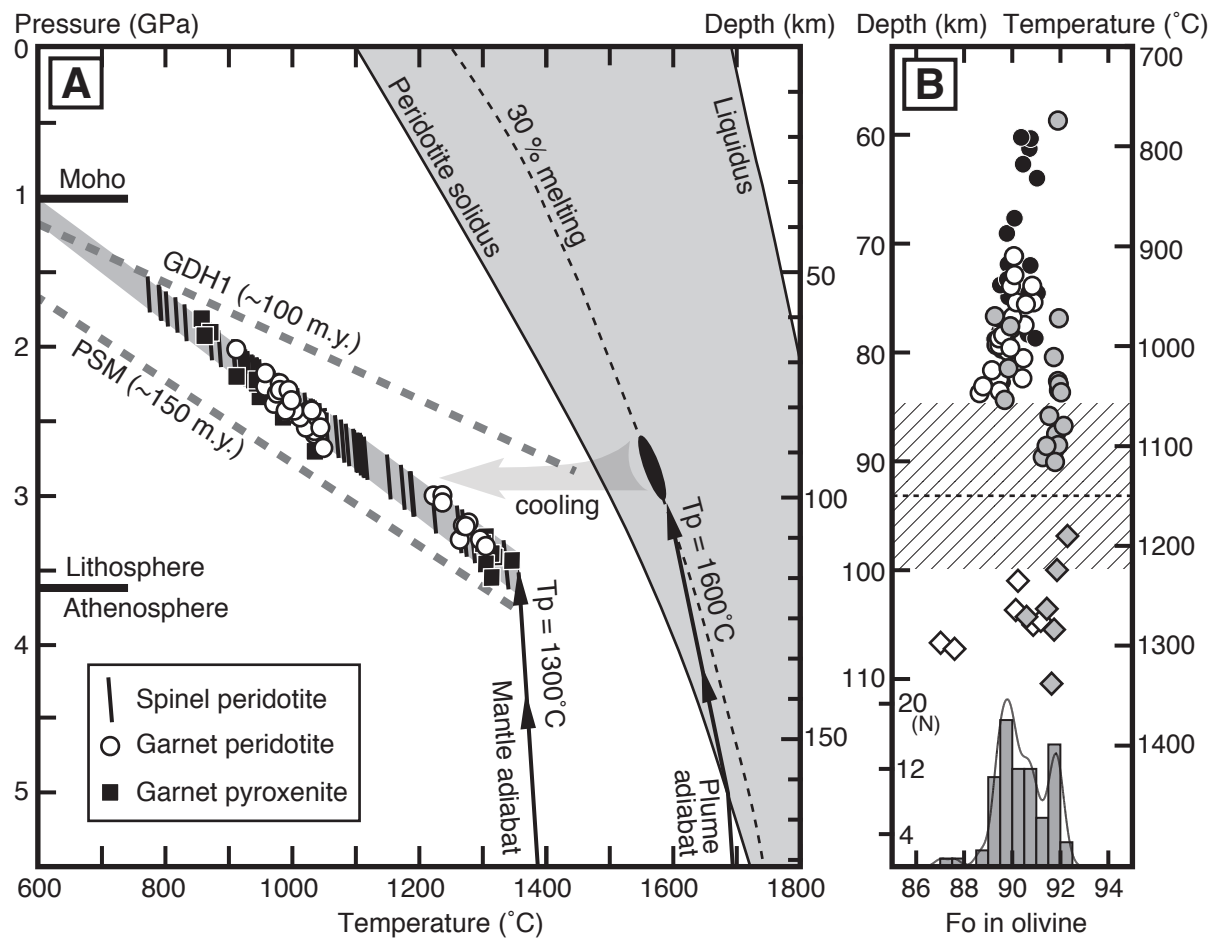 Pressure (GPa)
Depth (km)
A
0
1
2
3
4
5
50
100
150
Moho
GDH1 (~100 m.y.)
PSM (~150 m.y.)
Peridotite solidus
30 % melting
Liquidus
cooling
Tp = 1600°C
Tp = 1300°C
Lithosphere
Athenosphere
Mantle adiabat
Plume
adiabat
Spinel peridotite
Garnet peridotite
Garnet pyroxenite
600
800
1000
1200
1400
1600
1800
Temperature (°C)
Depth (km)
Temperature (°C)
B
60
70
80
90
100
110
20
(N)
12
4
700
800
900
1000
1100
1200
1300
1400
86
88
90
92
94
Fo in olivine